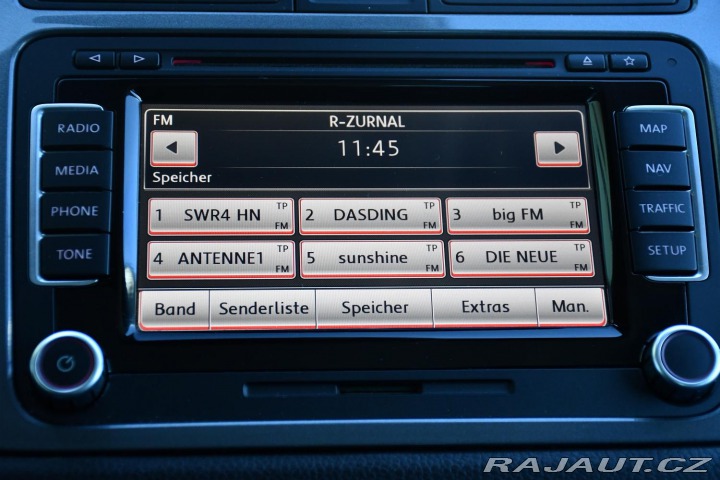 RADIO
MEDIA
PHONE
TONE
FM
R-ZURNAL
11:45
Speicher
1 SWR4 HN TP FM
2 DASDING TP FM
3 big FM TP FM
4 ANTENNE1 TP FM
5 sunshine TP FM
6 DIE NEUE TP FM
Band Senderliste Speicher Extras Man.
MAP
NAV
TRAFFIC
SETUP
RAJAUT.CZ